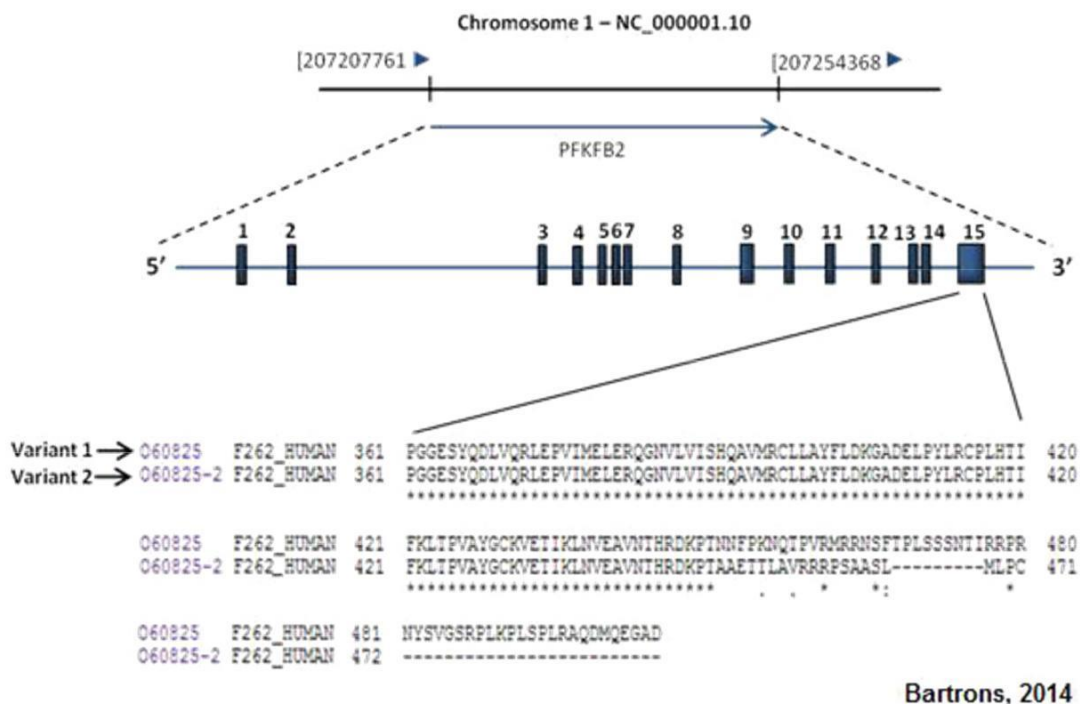 Chromosome 1 – NC_000001.10
[207207761 [207254368
PFKFB2
1 2 3 4 5 6 7 8 9 10 11 12 13 14 15
5' 3'
Variant 1 O60825 F262_HUMAN 361 PGGESYQDLVQRLEPVIMELERQGNVLVISHQAVMRCLLAYFLDKGADELPYLRCPLHTI 420
Variant 2 O60825-2 F262_HUMAN 361 PGGESYQDLVQRLEPVIMELERQGNVLVISHQAVMRCLLAYFLDKGADELPYLRCPLHTI 420
************************************************************
O60825 F262_HUMAN 421 FKLTPVAYGCKVETIKLNVEAVNTHRDKPTNNFPKNQTPVRMRRNSFTPLSSSNTIRRPR 480
O60825-2 F262_HUMAN 421 FKLTPVAYGCKVETIKLNVEAVNTHRDKPTAAETTLAVRRRPSAASL---------MLPC 471
****************************** . . * *: *
O60825 F262_HUMAN 481 NYSVGSRPLKPLSPLRAQDMQEGAD
O60825-2 F262_HUMAN 472 -------------------------
Bartrons, 2014